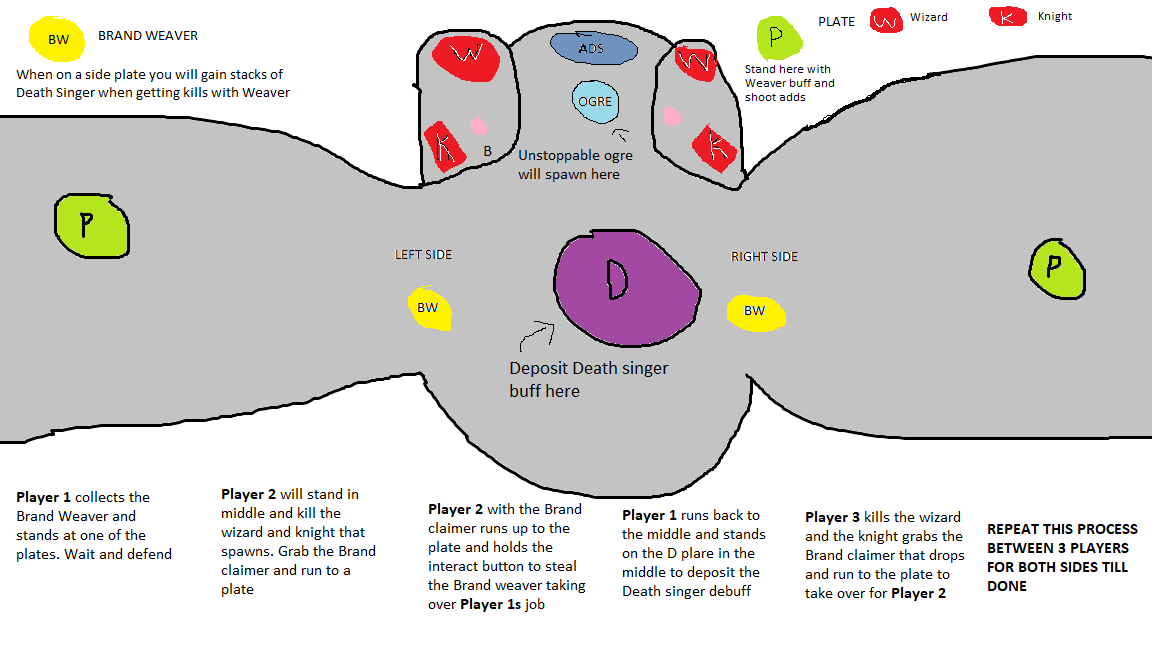 BW
BRAND WEAVER
When on a side plate you will gain stacks of
Death Singer when getting kills with Weaver
W
K
B
ADS
OGRE
Unstoppable ogre
will spawn here
W
K
P
PLATE
W
Wizard
K
Knight
Stand here with
Weaver buff and
shoot adds
P
LEFT SIDE
BW
D
RIGHT SIDE
BW
P
Deposit Death singer
buff here
Player 1 collects the
Brand Weaver and
stands at one of the
plates. Wait and defend
Player 2 will stand in
middle and kill the
wizard and knight that
spawns. Grab the Brand
claimer and run to a
plate
Player 2 with the Brand
claimer runs up to the
plate and holds the
interact button to steal
the Brand weaver taking
over Player 1s job
Player 1 runs back to
the middle and stands
on the D plare in the
middle to deposit the
Death singer debuff
Player 3 kills the wizard
and the knight grabs the
Brand claimer that drops
and run to the plate to
take over for Player 2
REPEAT THIS PROCESS
BETWEEN 3 PLAYERS
FOR BOTH SIDES TILL
DONE